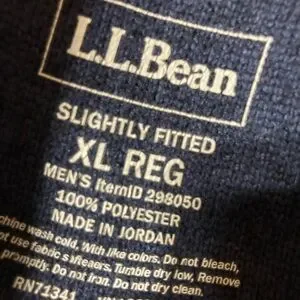 L.L.Bean
SLIGHTLY FITTED
XL REG
MEN'S ItemID 298050
100% POLYESTER
MADE IN JORDAN
wash cold. With like colors. Do not bleach,
use fabric softeners. Tumble dry low, Remove
promptly. Do not iron. Do not dry clean.
RN71341